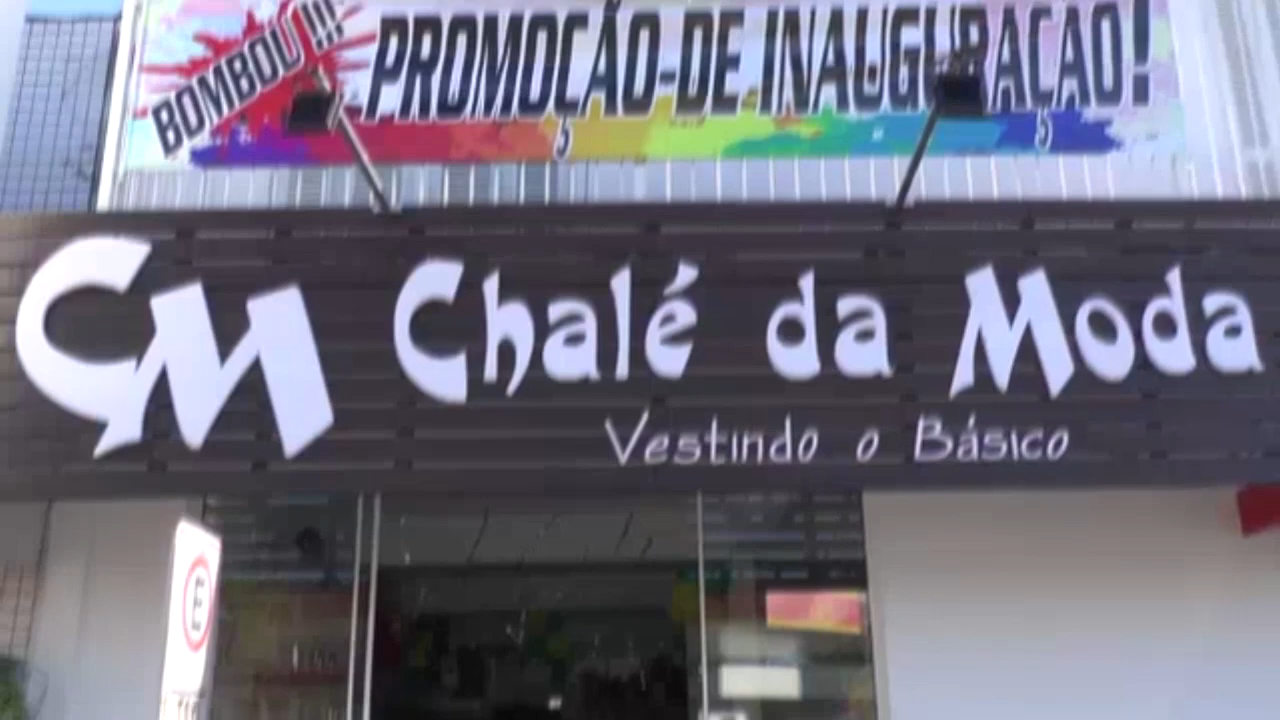 BOMBOU!!! PROMOÇÃO-DE INAUGURAÇÃO!
CM Chalé da Moda
Vestindo o Básico
E